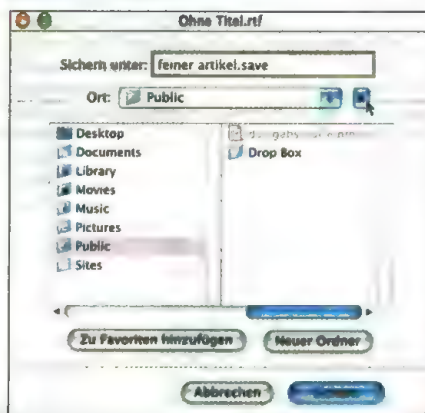 Ohne Titel.rtf
Sichern unter: feiner artikel.save
Ort: Public
Desktop
Documents
Drop Box
Library
Movies
Music
Pictures
Public
Sites
Zu Favoriten hinzufügen Neuer Ordner
Abbrechen